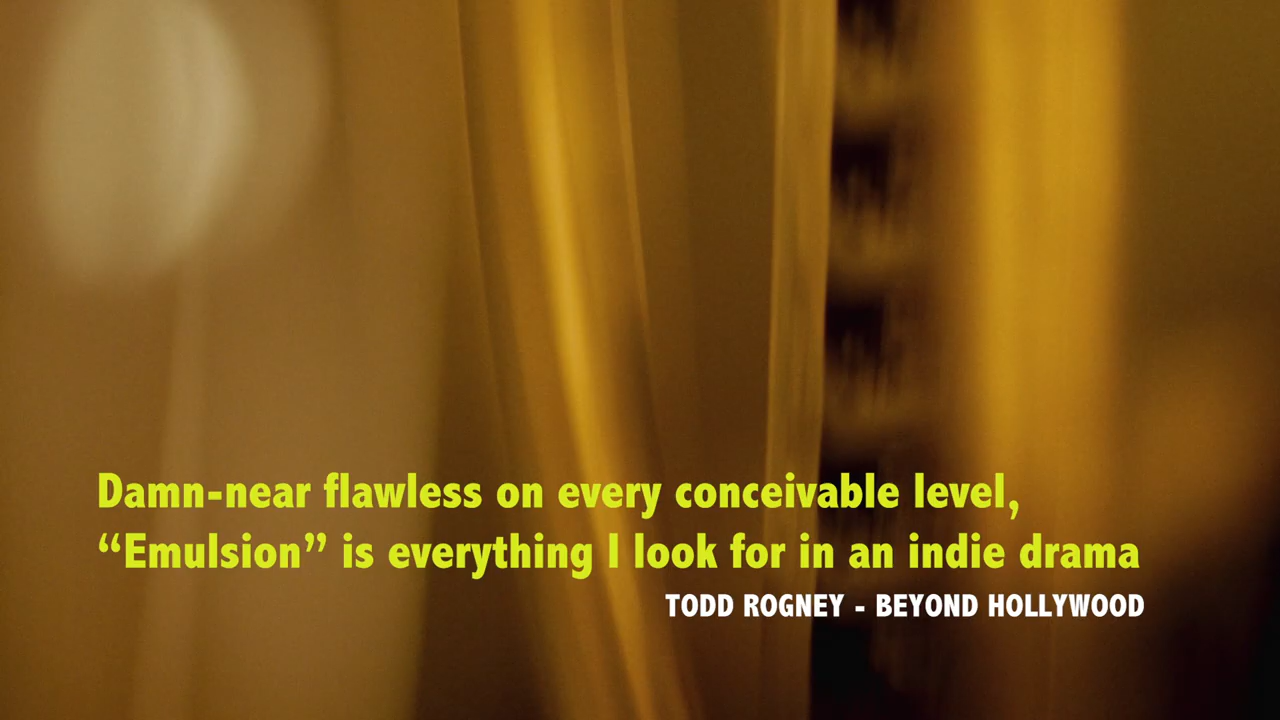 Damn-near flawless on every conceivable level,
“Emulsion” is everything I look for in an indie drama
TODD ROGNEY - BEYOND HOLLYWOOD